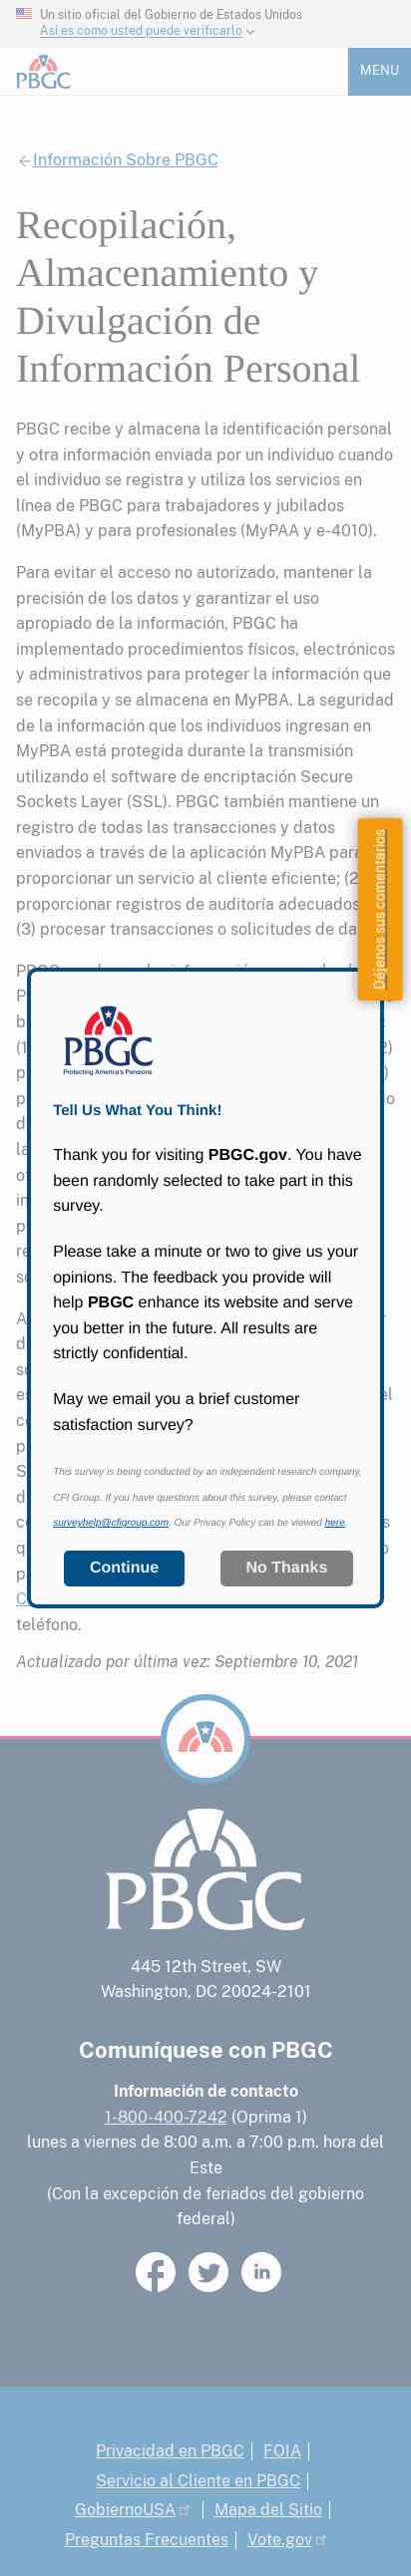 Un sitio oficial del Gobierno de Estados Unidos
Así es como usted puede verificarlo
PBGC
MENU
Información Sobre PBGC
Recopilación,
Almacenamiento y
Divulgación de
Información Personal
PBGC recibe y almacena la identificación personal
y otra información enviada por un individuo cuando
el individuo se registra y utiliza los servicios en
línea de PBGC para trabajadores y jubilados
(MyPBA) y para profesionales (MyPAA y e-4010).
Para evitar el acceso no autorizado, mantener la
precisión de los datos y garantizar el uso
apropiado de la información, PBGC ha
implementado procedimientos físicos, electrónicos
y administrativos para proteger la información que
se recopila y se almacena en MyPBA. La seguridad
de la información que los individuos ingresan en
MyPBA está protegida durante la transmisión
utilizando el software de encriptación Secure
Sockets Layer (SSL). PBGC también mantiene un
registro de todas las transacciones y datos
enviados a través de la aplicación MyPBA para
proporcionar un servicio al cliente eficiente; (2
proporcionar registros de auditoría adecuados
(3) procesar transacciones o solicitudes de da
Déjenos sus comentarios
PBGC
Protecting America's Pensions
Tell Us What You Think!
Thank you for visiting PBGC.gov. You have
been randomly selected to take part in this
survey.
Please take a minute or two to give us your
opinions. The feedback you provide will
help PBGC enhance its website and serve
you better in the future. All results are
strictly confidential.
May we email you a brief customer
satisfaction survey?
This survey is being conducted by an independent research company,
CFI Group. If you have questions about this survey, please contact
surveyhelp@cfigroup.com. Our Privacy Policy can be viewed here.
Continue
No Thanks
teléfono.
Actualizado por última vez: Septiembre 10, 2021
PBGC
445 12th Street, SW
Washington, DC 20024-2101
Comuníquese con PBGC
Información de contacto
1-800-400-7242 (Oprima 1)
lunes a viernes de 8:00 a.m. a 7:00 p.m. hora del
Este
(Con la excepción de feriados del gobierno
federal)
Privacidad en PBGC | FOIA |
Servicio al Cliente en PBGC |
GobiernoUSA | Mapa del Sitio |
Preguntas Frecuentes | Vote.gov